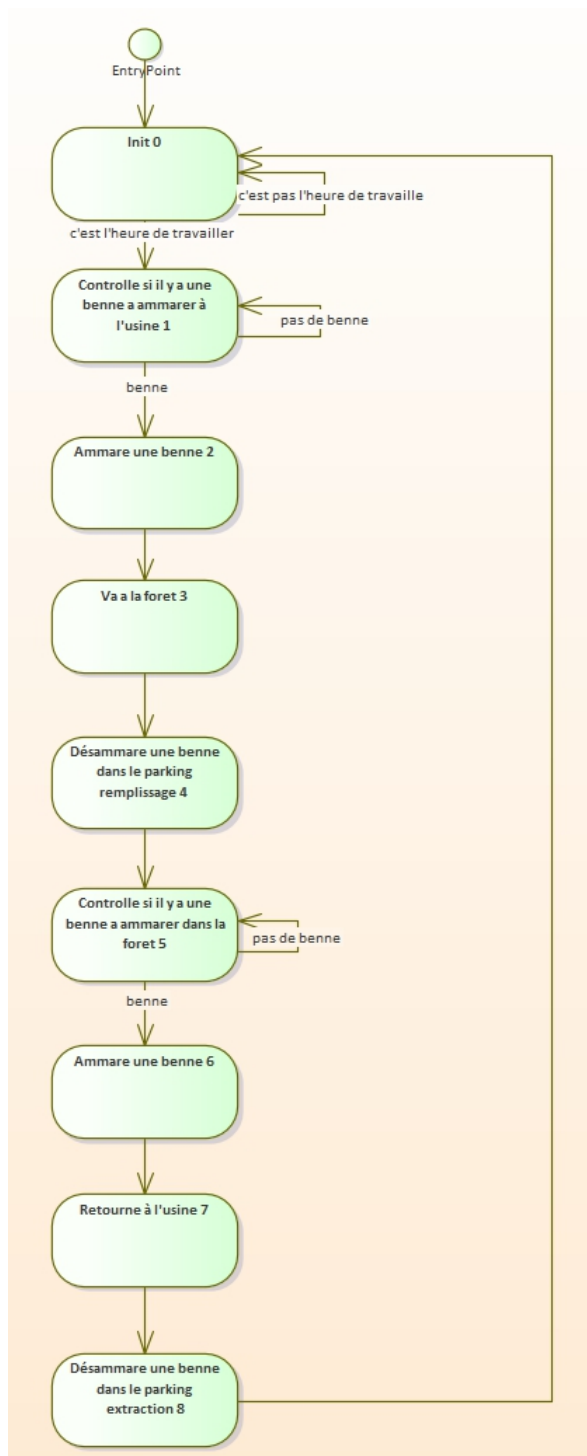 EntryPoint
Init 0
c'est pas l'heure de travaille
c'est l'heure de travailler
Controlle si il y a une
benne a ammarer à
l'usine 1
pas de benne
benne
Ammare une benne 2
Va a la foret 3
Désammare une benne
dans le parking
remplissage 4
Controlle si il y a une
benne a ammarer dans la
foret 5
pas de benne
benne
Ammare une benne 6
Retourne à l'usine 7
Désammare une benne
dans le parking
extraction 8